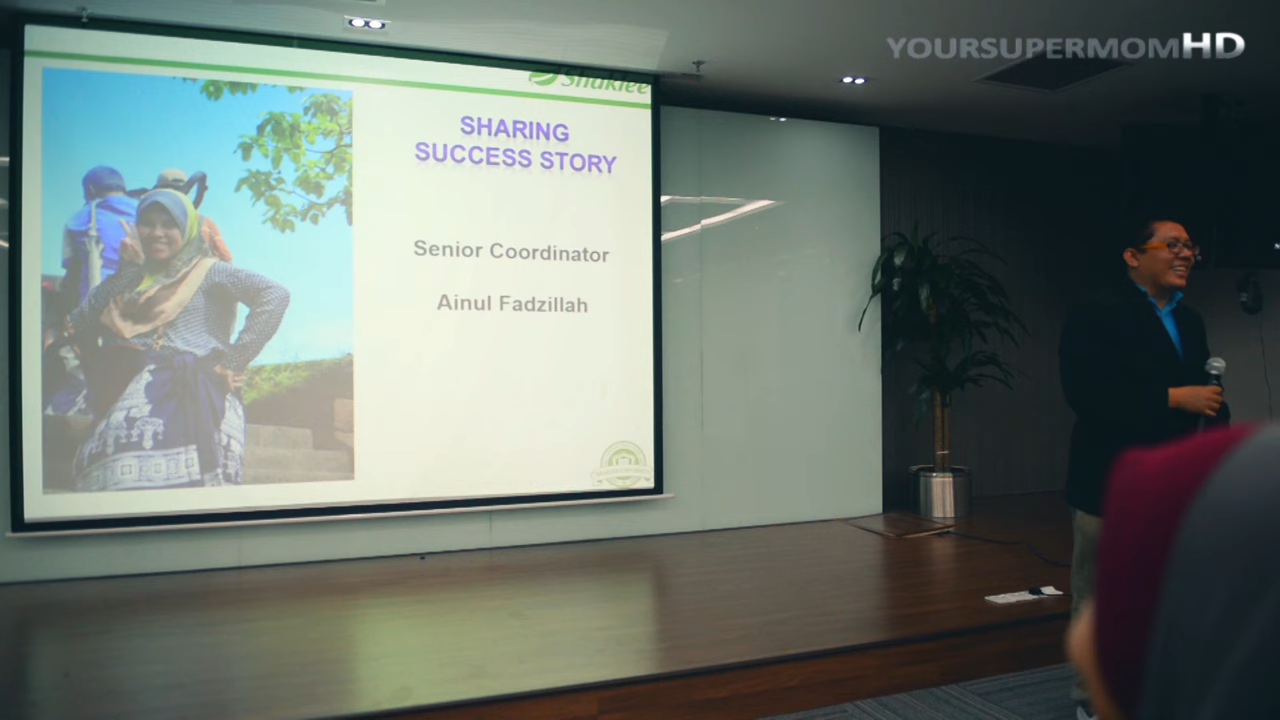 YOURSUPERMOMHD
Shaklee
SHARING
SUCCESS STORY
Senior Coordinator
Ainul Fadzillah